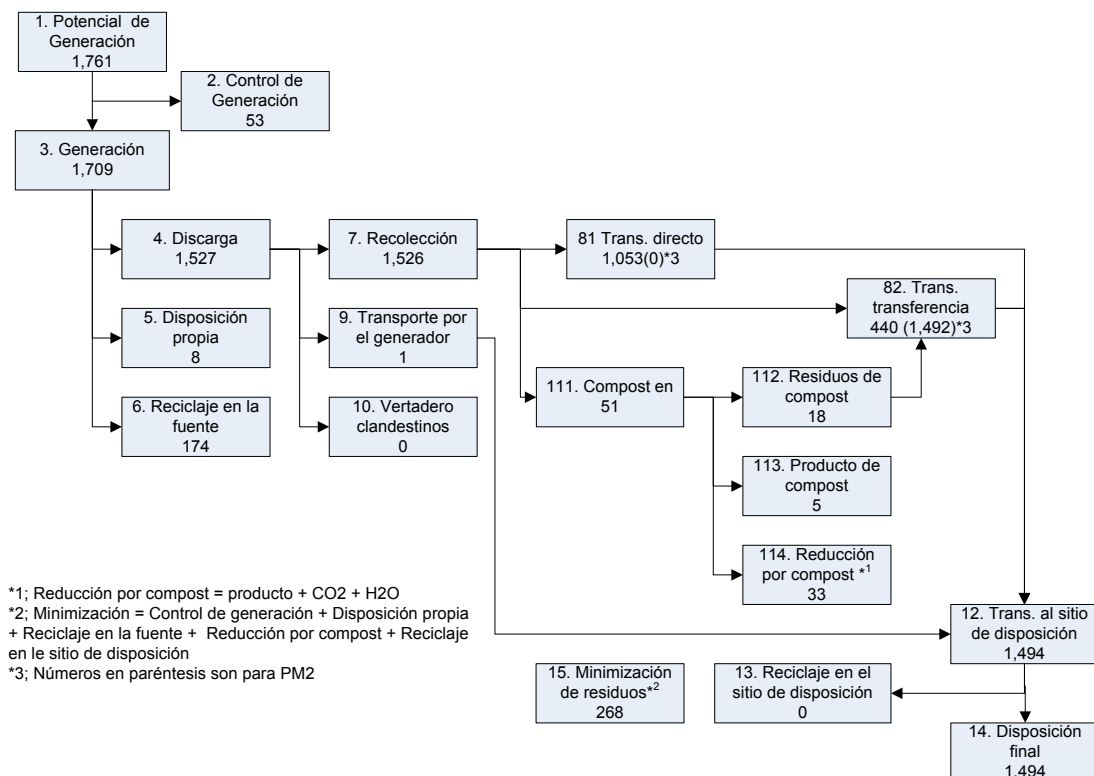 1. Potencial de
Generación
1,761
2. Control de
Generación
53
3. Generación
1,709
4. Discarga
1,527
7. Recolección
1,526
81 Trans. directo
1,053(0)*3
82. Trans.
transferencia
440 (1,492)*3
5. Disposición
propia
8
9. Transporte por
el generador
1
111. Compost en
51
112. Residuos de
compost
18
6. Reciclaje en la
fuente
174
10. Vertadero
clandestinos
0
113. Producto de
compost
5
114. Reducción
por compost *1
33
*1; Reducción por compost = producto + CO2 + H2O
*2; Minimización = Control de generación + Disposición propia
+ Reciclaje en la fuente + Reducción por compost + Reciclaje
en le sitio de disposición
*3; Números en paréntesis son para PM2
12. Trans. al sitio
de disposición
1,494
15. Minimización
de residuos*2
268
13. Reciclaje en el
sitio de disposición
0
14. Disposición
final
1,494